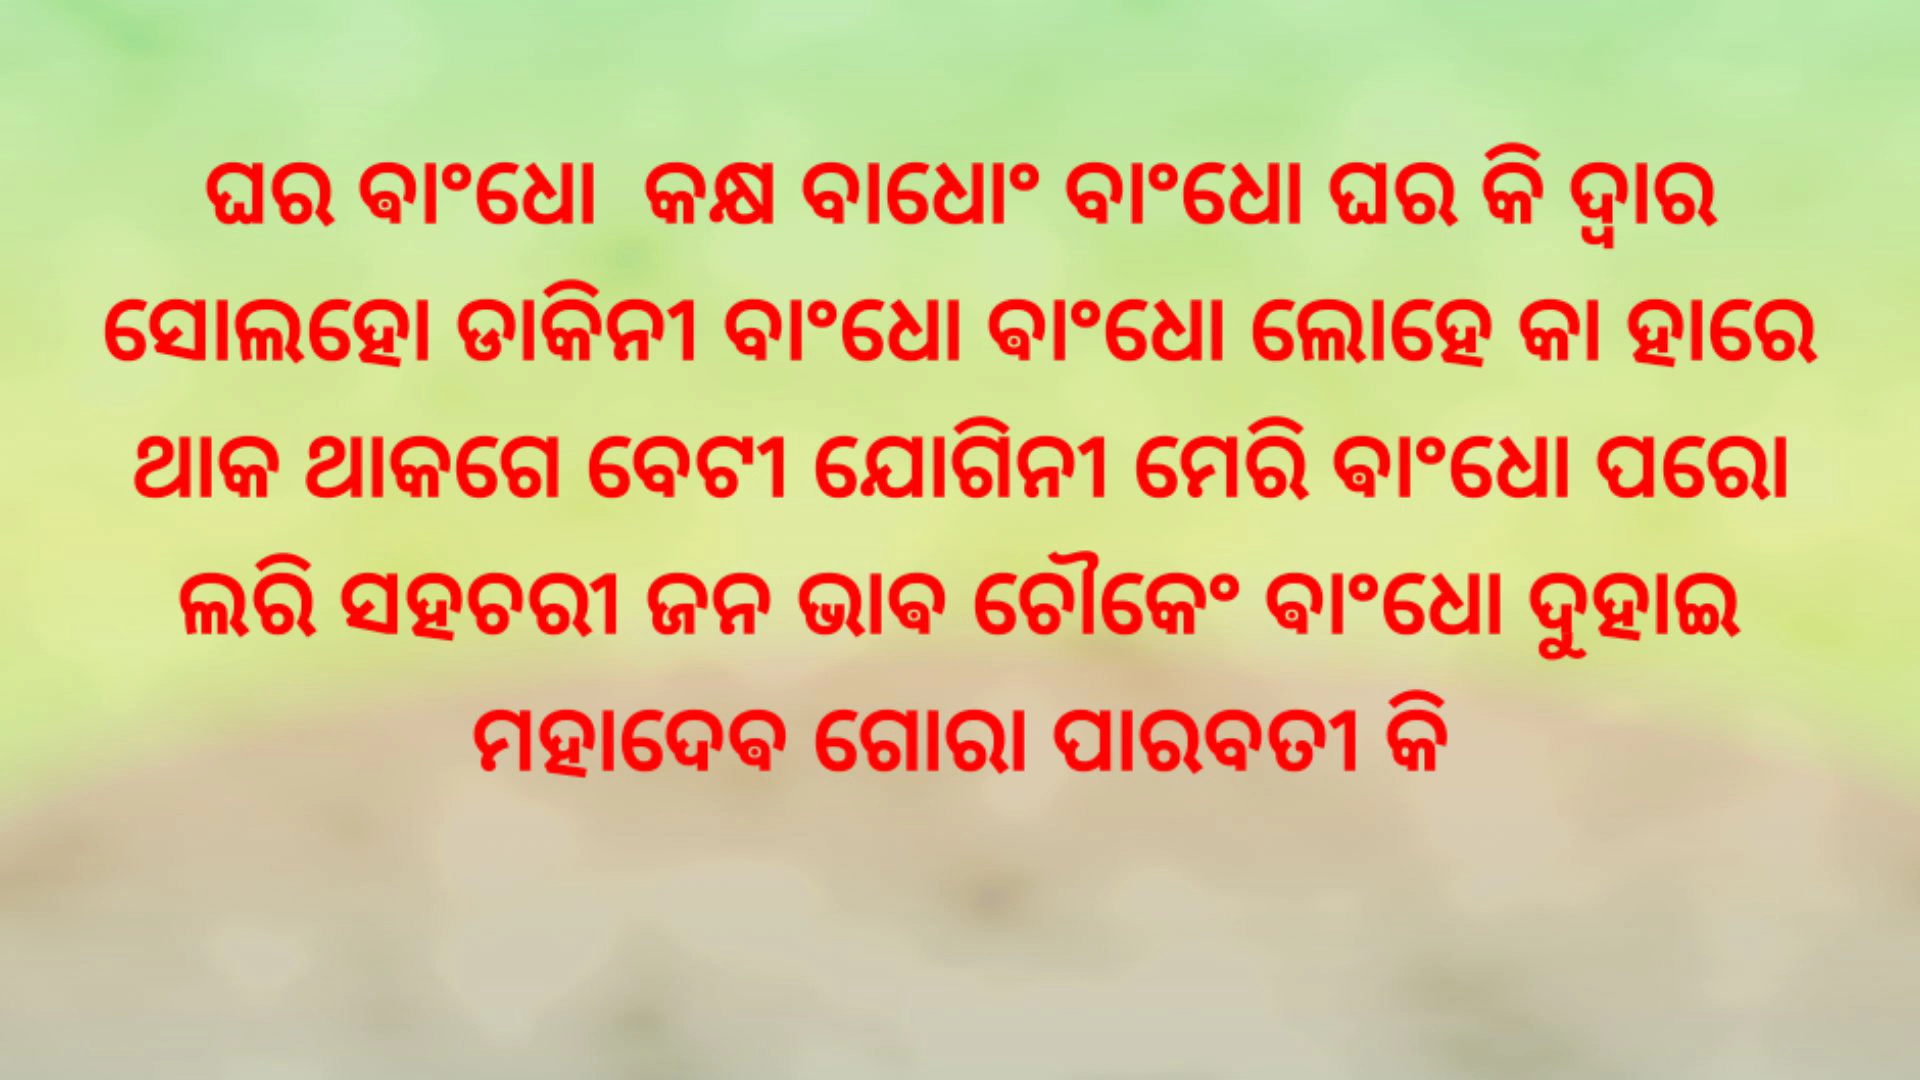 ଘର ଵାଂଧୋ  କକ୍ଷ ବାଧୋଂ ଵାଂଧୋ ଘର କି ଦ୍ଵାର
ସୋଲହୋ ଡାକିନୀ ବାଂଧୋ ଵାଂଧୋ ଲୋହେ କା ହାରେ
ଥାକ ଥାକଗେ ବେଟୀ ଯୋଗିନୀ ମେରି ଵାଂଧୋ ପରୋ
ଲରି ସହଚରୀ ଜନ ଭାଵ ଚୌକେଂ ଵାଂଧୋ ଦୁହାଇ
ମହାଦେଵ ଗୋରା ପାରବତୀ କି